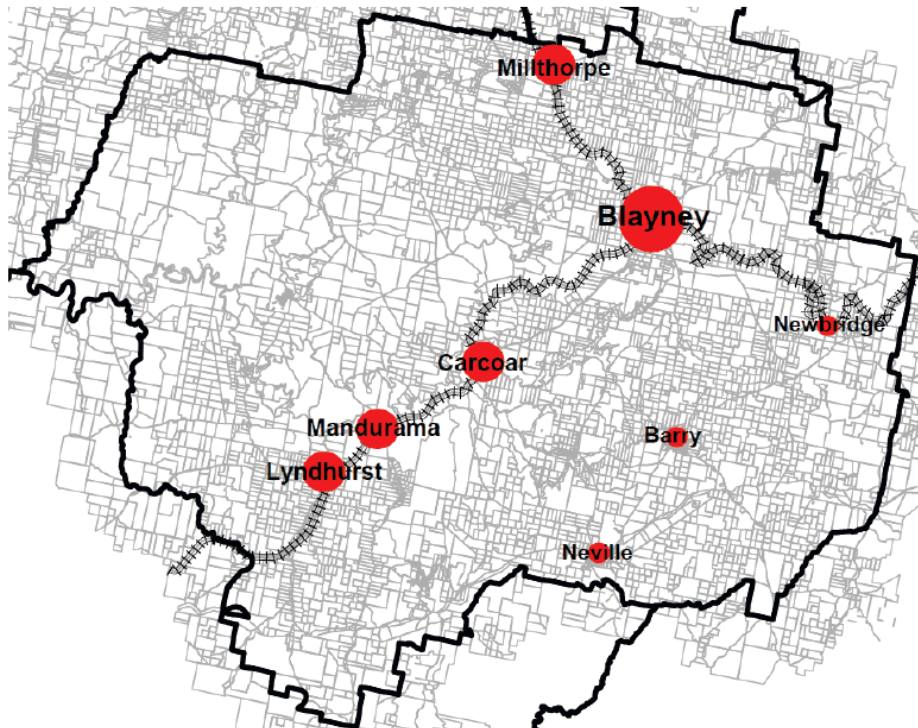 Millthorpe
Blayney
Newbridge
Carcoar
Mandurama
Barry
Lyndhurst
Neville